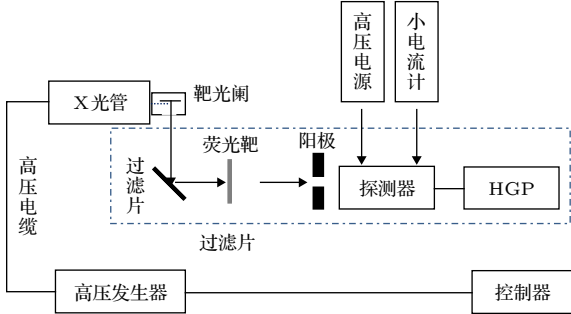 高压电源
小电流计
X光管
靶光阑
高压电缆
过滤片
荧光靶
阳极
探测器
HGP
过滤片
高压发生器
控制器